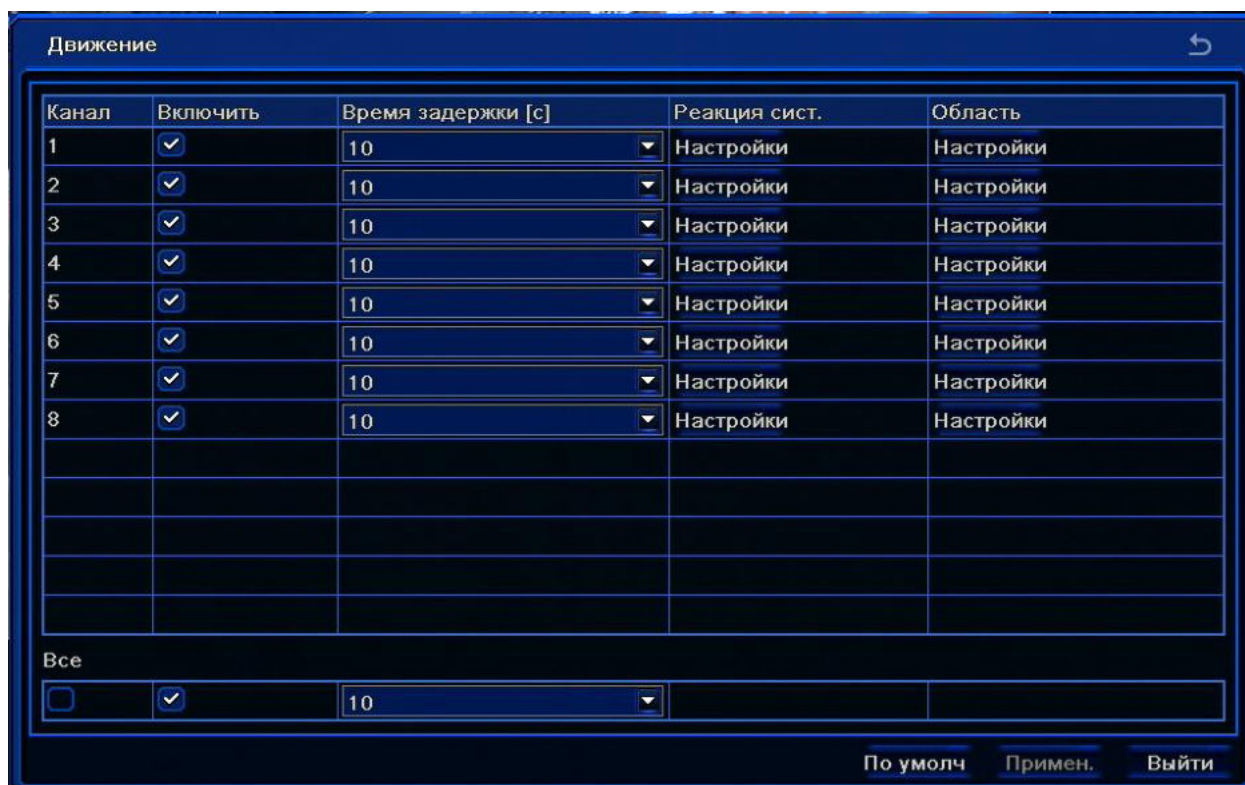 Движение
Канал Включить Время задержки [с] Реакция сист. Область
1 10 Настройки Настройки
2 10 Настройки Настройки
3 10 Настройки Настройки
4 10 Настройки Настройки
5 10 Настройки Настройки
6 10 Настройки Настройки
7 10 Настройки Настройки
8 10 Настройки Настройки
Все
10
По умолч Примен. Выйти